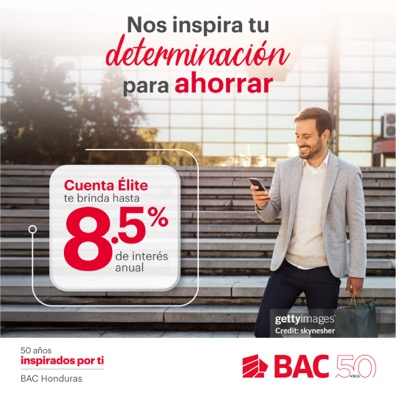 Nos inspira tu
determinación
para ahorrar
Cuenta Élite
te brinda hasta
8.5%
de interés
anual
gettyimages
Credit: skynesher
50 años
inspirados por ti
BAC Honduras
BAC 50
AÑOS